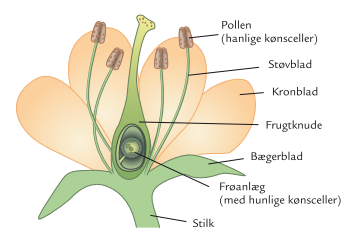 Pollen
(hanlige kønsceller)
Støvblad
Kronblad
Frugtknude
Bægerblad
Frøanlæg
(med hunlige kønsceller)
Stilk